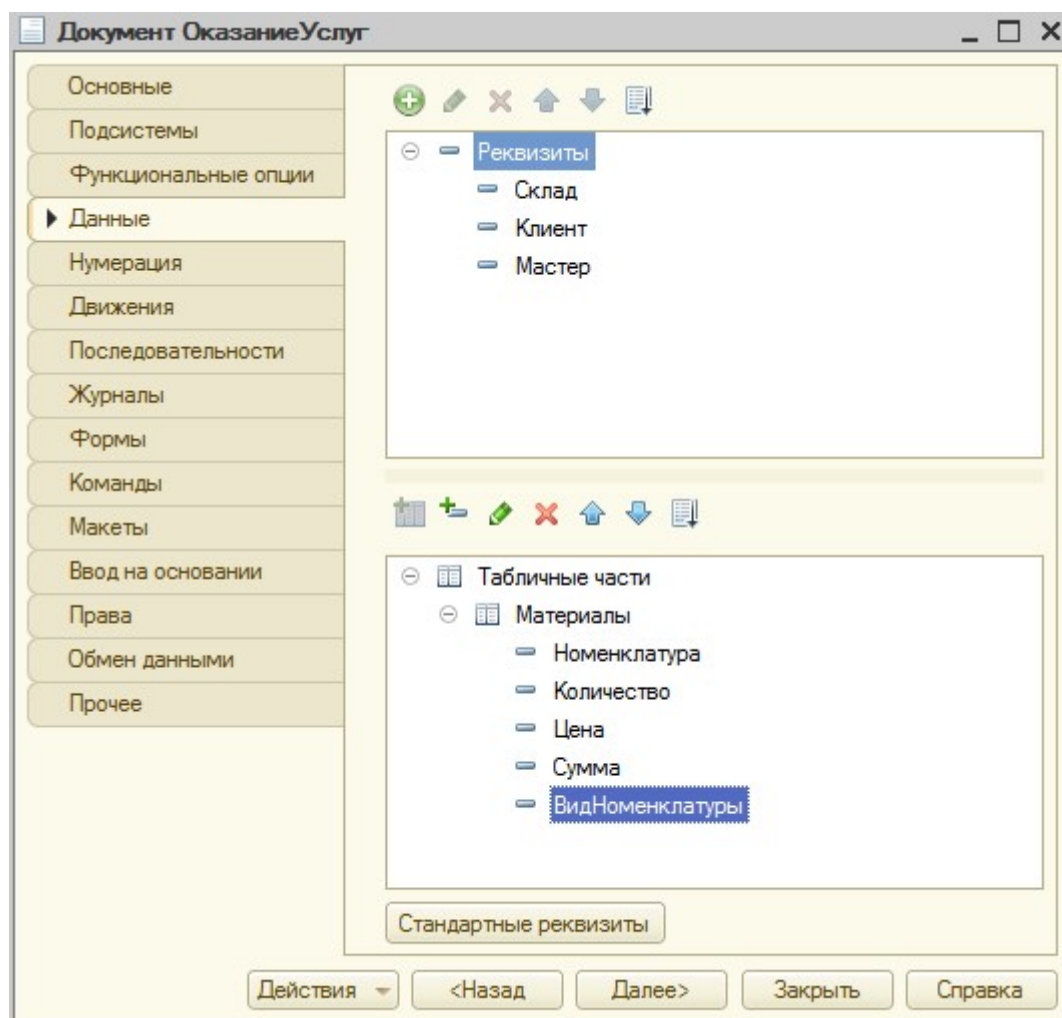 Документ ОказаниеУслуг
Основные
Подсистемы
Функциональные опции
Данные
Нумерация
Движения
Последовательности
Журналы
Формы
Команды
Макеты
Ввод на основании
Права
Обмен данными
Прочее
Реквизиты
Склад
Клиент
Мастер
Табличные части
Материалы
Номенклатура
Количество
Цена
Сумма
ВидНоменклатуры
Стандартные реквизиты
Действия
<Назад
Далее>
Закрыть
Справка